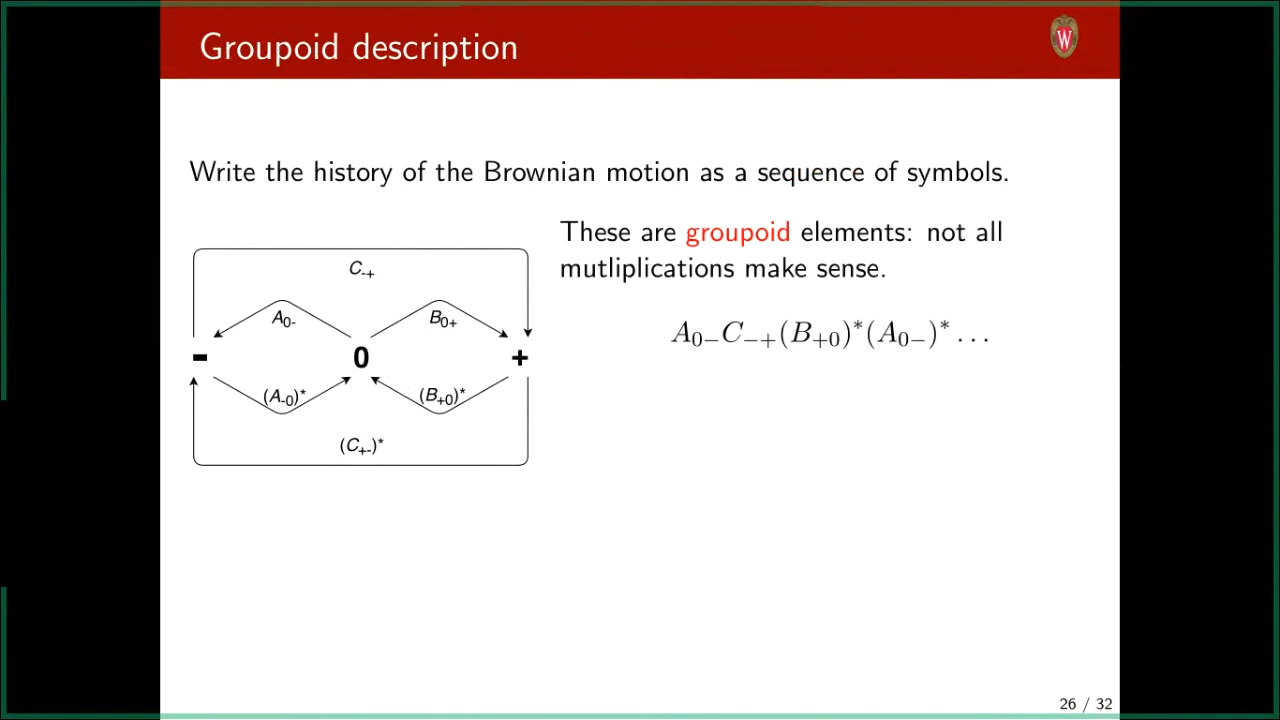 Groupoid description
W
Write the history of the Brownian motion as a sequence of symbols.
These are groupoid elements: not all
mutliplications make sense.
C-+
A0- B0+
A0−C−+(B+0)*(A0−)* . . .
- 0 +
(A-0)* (B+0)*
(C+-)*
26 / 32